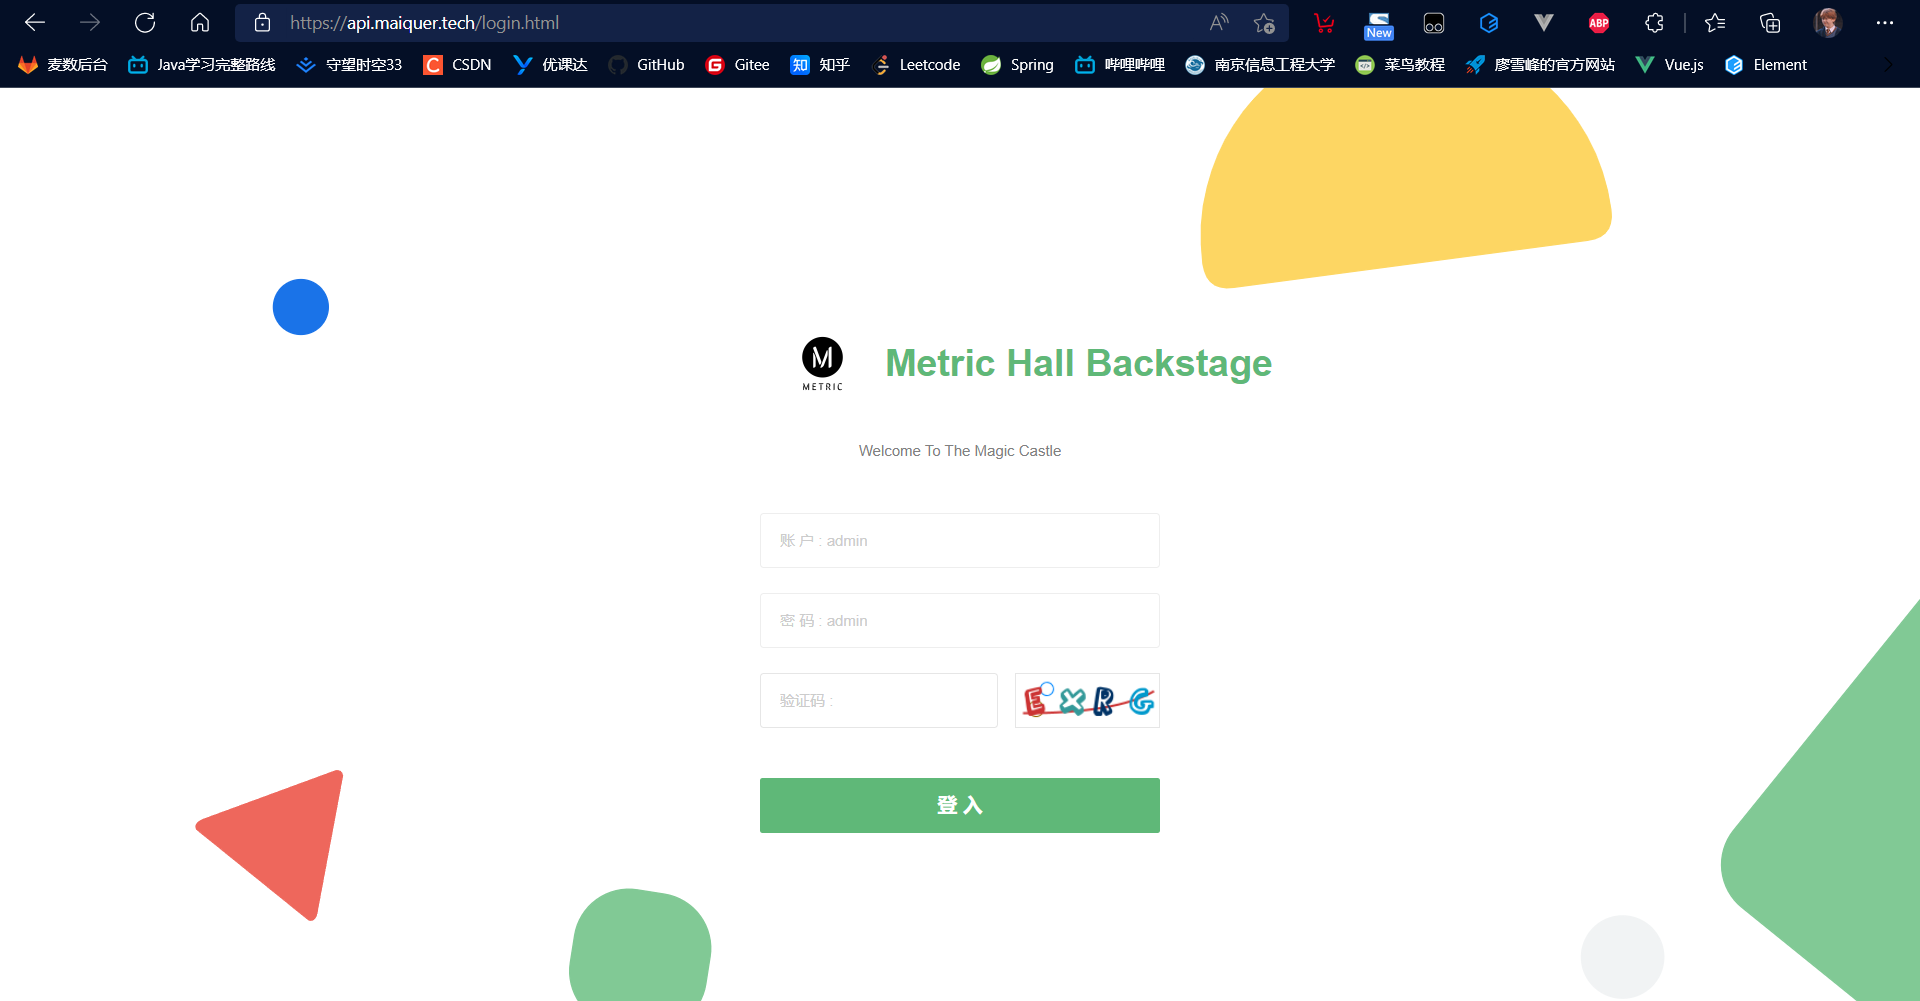 https://api.maiquer.tech/login.html
New
ABP
麦数后台 Java学习完整路线 守望时空33 CSDN 优课达 GitHub Gitee 知乎 Leetcode Spring 哔哩哔哩 南京信息工程大学 菜鸟教程 廖雪峰的官方网站 Vue.js Element
METRIC
Metric Hall Backstage
Welcome To The Magic Castle
账 户 : admin
密 码 : admin
验证码 :
EXRG
登 入